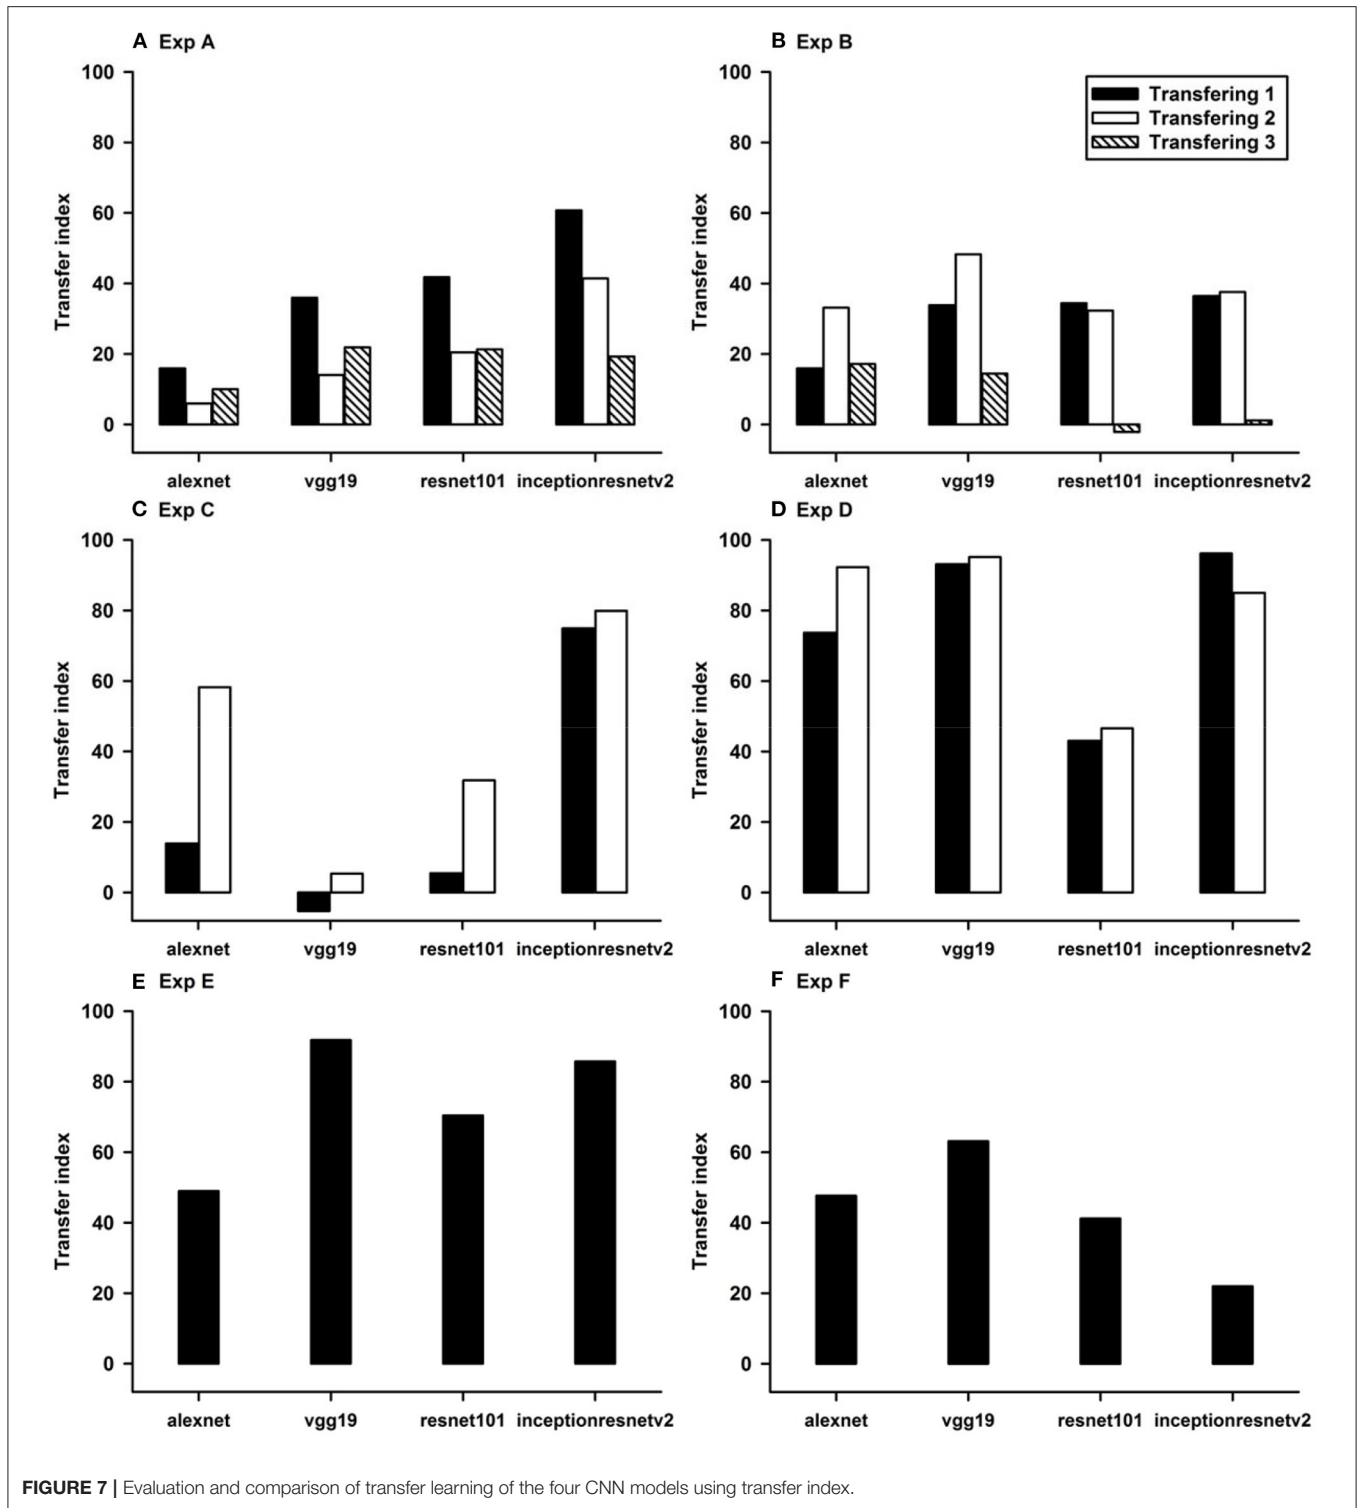 A Exp A
100
80
60
40
20
0
Transfer index
alexnet vgg19 resnet101 inceptionresnetv2
B Exp B
100
80
60
40
20
0
Transfer index
Transfering 1
Transfering 2
Transfering 3
alexnet vgg19 resnet101 inceptionresnetv2
C Exp C
100
80
60
40
20
0
Transfer index
alexnet vgg19 resnet101 inceptionresnetv2
D Exp D
100
80
60
40
20
0
Transfer index
alexnet vgg19 resnet101 inceptionresnetv2
E Exp E
100
80
60
40
20
0
Transfer index
alexnet vgg19 resnet101 inceptionresnetv2
F Exp F
100
80
60
40
20
0
Transfer index
alexnet vgg19 resnet101 inceptionresnetv2
FIGURE 7 | Evaluation and comparison of transfer learning of the four CNN models using transfer index.